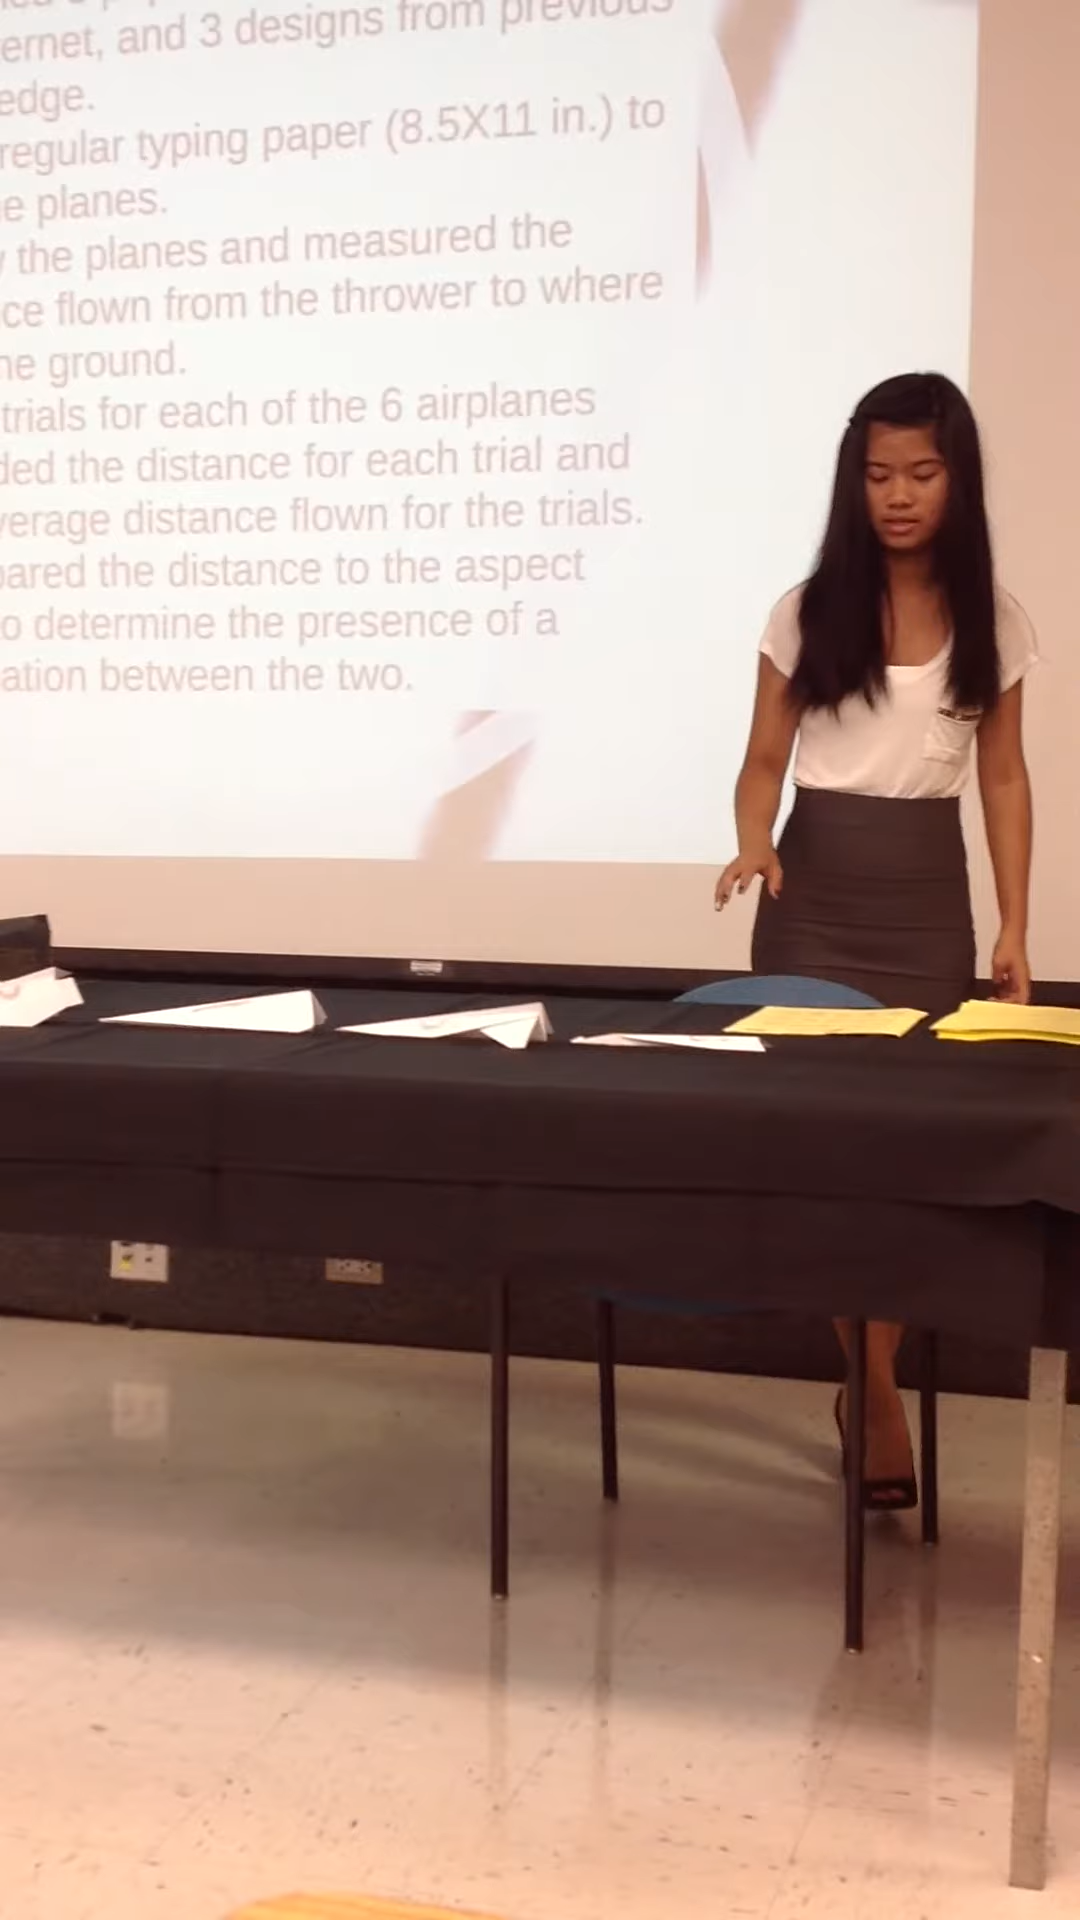 ernet, and 3 designs from previous
edge.
regular typing paper (8.5X11 in.) to
e planes.
the planes and measured the
ce flown from the thrower to where
he ground.
trials for each of the 6 airplanes
ded the distance for each trial and
verage distance flown for the trials.
ared the distance to the aspect
o determine the presence of a
ation between the two.